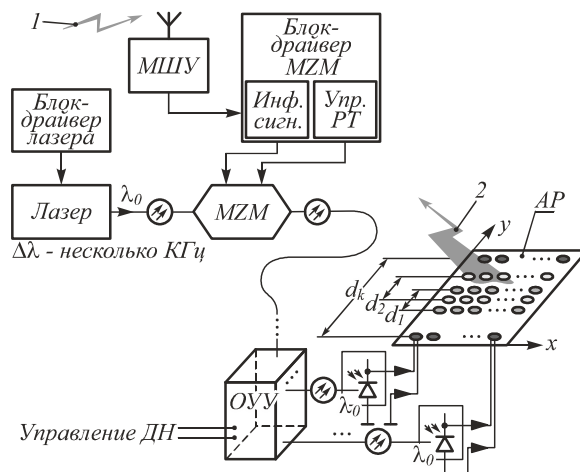 1
МШУ
Блок-
драйвер
MZM
Инф.
сигн.
Упр.
РТ
Блок-
драйвер
лазера
Лазер
λ0
MZM
Δλ - несколько КГц
2
y
АР
dk
d2
d1
x
...
ОУУ
λ0
Управление ДН
...
λ0